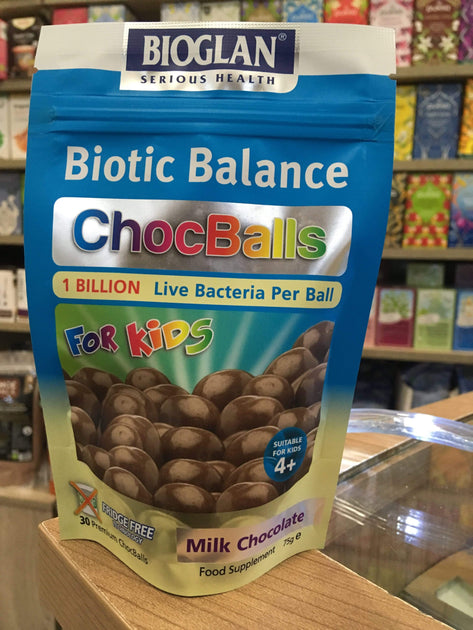 BIOGLAN®
SERIOUS HEALTH
Biotic Balance
ChocBalls
1 BILLION Live Bacteria Per Ball
FOR KiDS
SUITABLE
FOR KIDS
4+
FRIDGE FREE
TECHNOLOGY
30 Premium ChocBalls
Milk Chocolate
Food Supplement 75g e